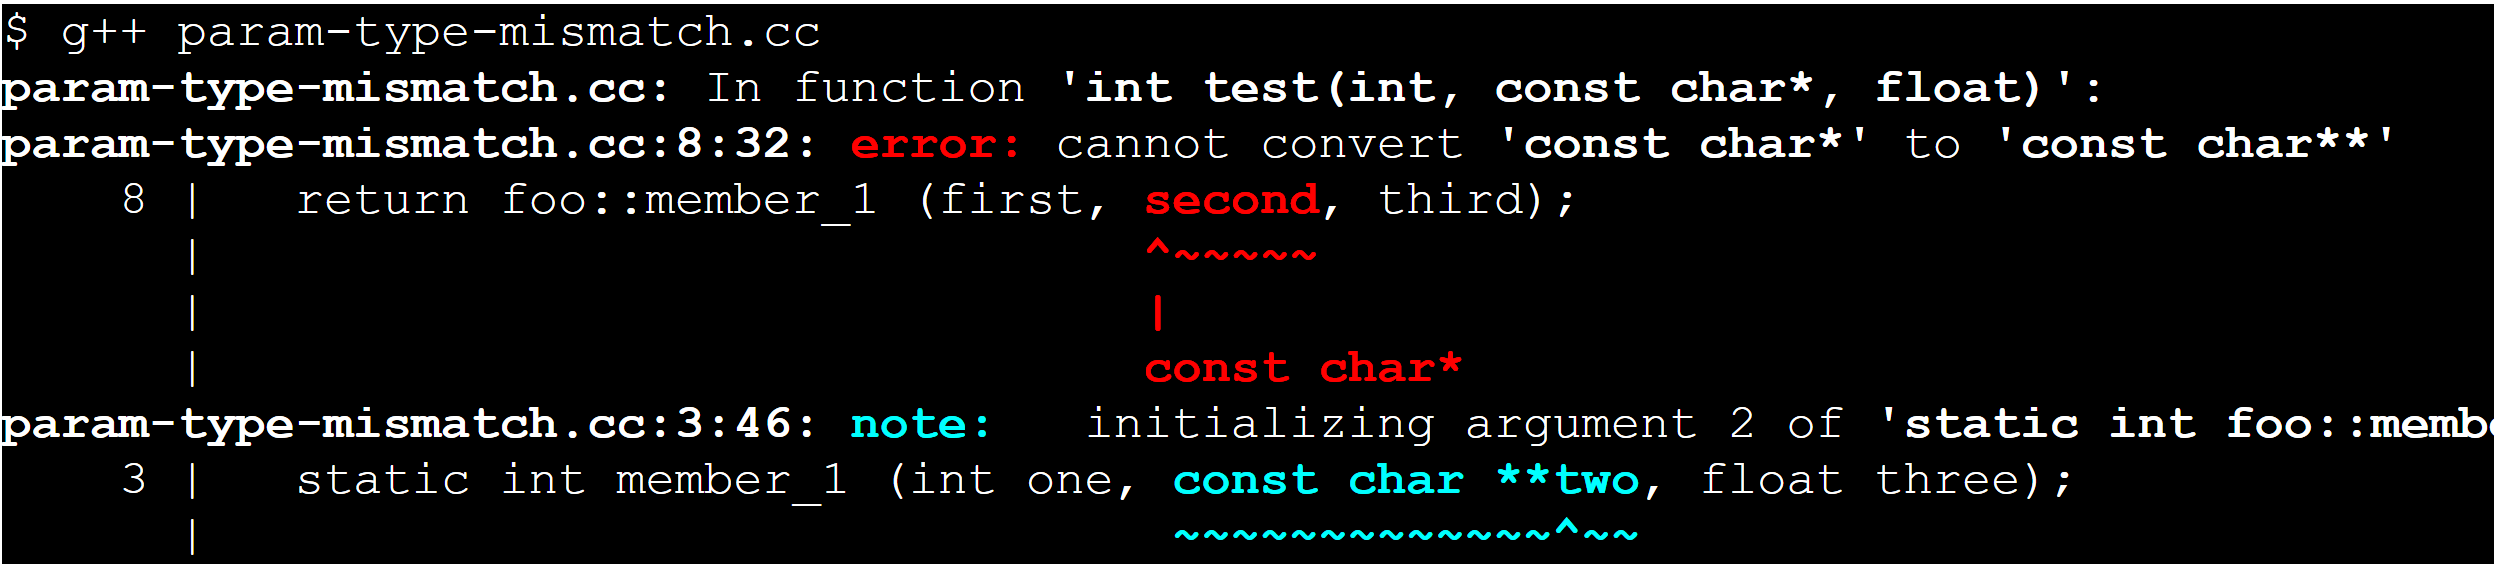 $ g++ param-type-mismatch.cc
param-type-mismatch.cc: In function 'int test(int, const char*, float)':
param-type-mismatch.cc:8:32: error: cannot convert 'const char*' to 'const char**'
    8 |   return foo::member_1 (first, second, third);
      |                                ^~~~~~
      |                                |
      |                                const char*
param-type-mismatch.cc:3:46: note:   initializing argument 2 of 'static int foo::memb
    3 |   static int member_1 (int one, const char **two, float three);
      |                                 ~~~~~~~~~~~~~^~~